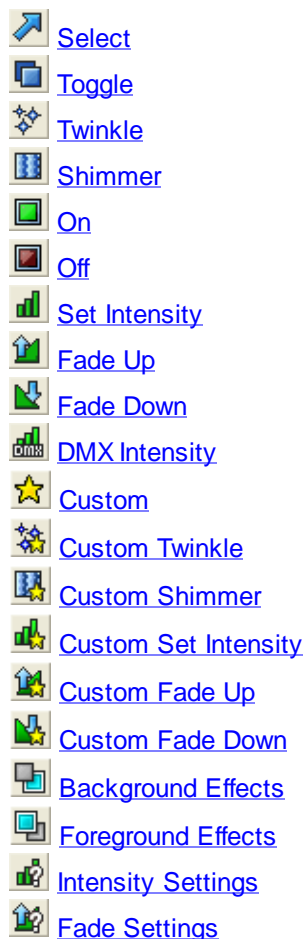 Select
Toggle
Twinkle
Shimmer
On
Off
Set Intensity
Fade Up
Fade Down
DMX DMX Intensity
Custom
Custom Twinkle
Custom Shimmer
Custom Set Intensity
Custom Fade Up
Custom Fade Down
Background Effects
Foreground Effects
? Intensity Settings
? Fade Settings